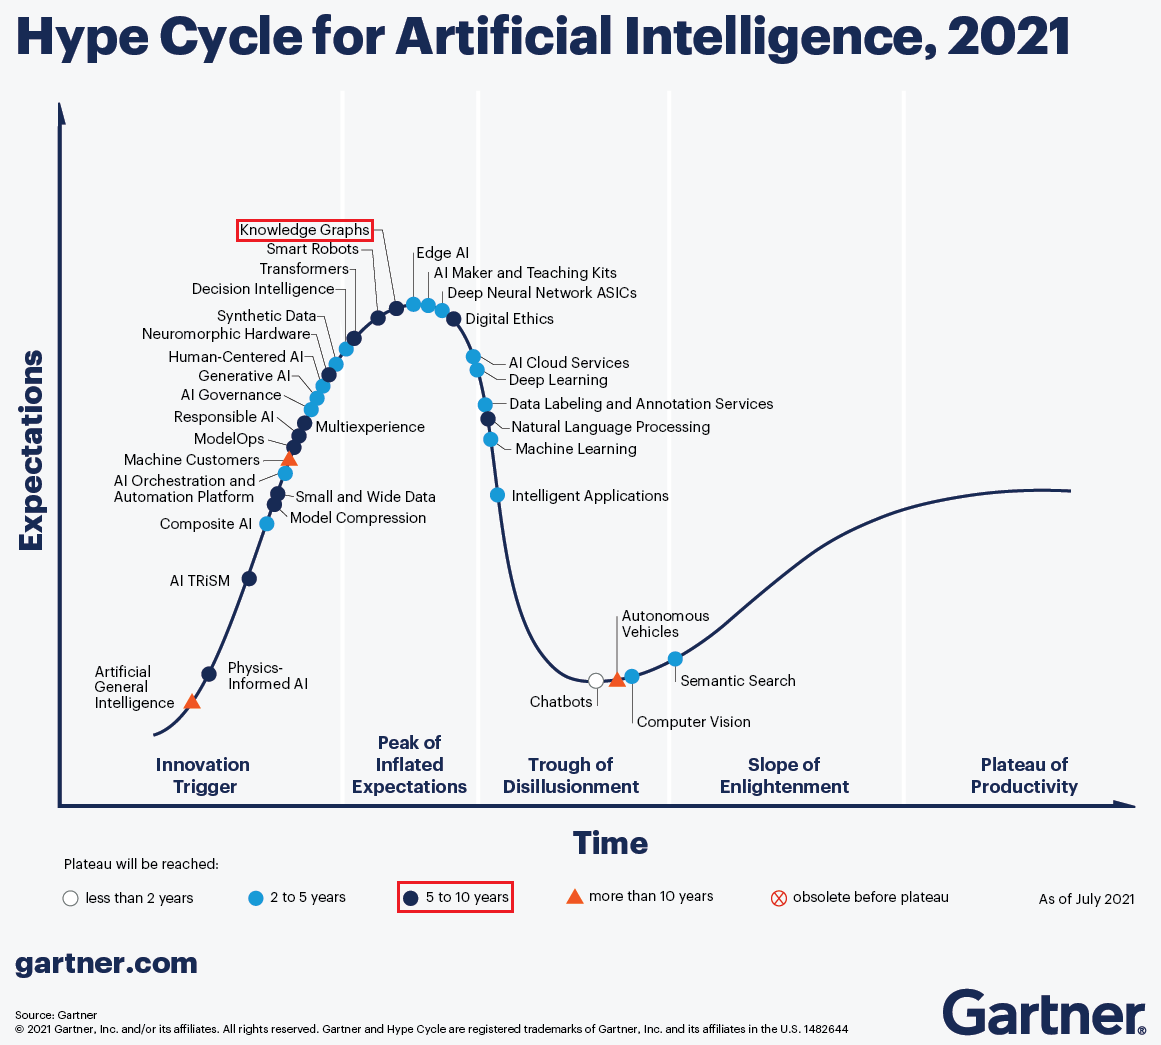 Hype Cycle for Artificial Intelligence, 2021
Knowledge Graphs
Smart Robots
Transformers
Decision Intelligence
Synthetic Data
Neuromorphic Hardware
Human-Centered AI
Generative AI
AI Governance
Responsible AI
Multiexperience
ModelOps
Machine Customers
AI Orchestration and
Automation Platform
Small and Wide Data
Model Compression
Composite AI
AI TRiSM
Physics-
Informed AI
Artificial
General
Intelligence
Edge AI
AI Maker and Teaching Kits
Deep Neural Network ASICs
Digital Ethics
AI Cloud Services
Deep Learning
Data Labeling and Annotation Services
Natural Language Processing
Machine Learning
Intelligent Applications
Autonomous
Vehicles
Chatbots
Computer Vision
Semantic Search
Expectations
Innovation
Trigger
Peak of
Inflated
Expectations
Trough of
Disillusionment
Slope of
Enlightenment
Plateau of
Productivity
Time
Plateau will be reached:
less than 2 years
2 to 5 years
5 to 10 years
more than 10 years
obsolete before plateau
As of July 2021
gartner.com
Source: Gartner
© 2021 Gartner, Inc. and/or its affiliates. All rights reserved. Gartner and Hype Cycle are registered trademarks of Gartner, Inc. and its affiliates in the U.S. 1482644
Gartner®